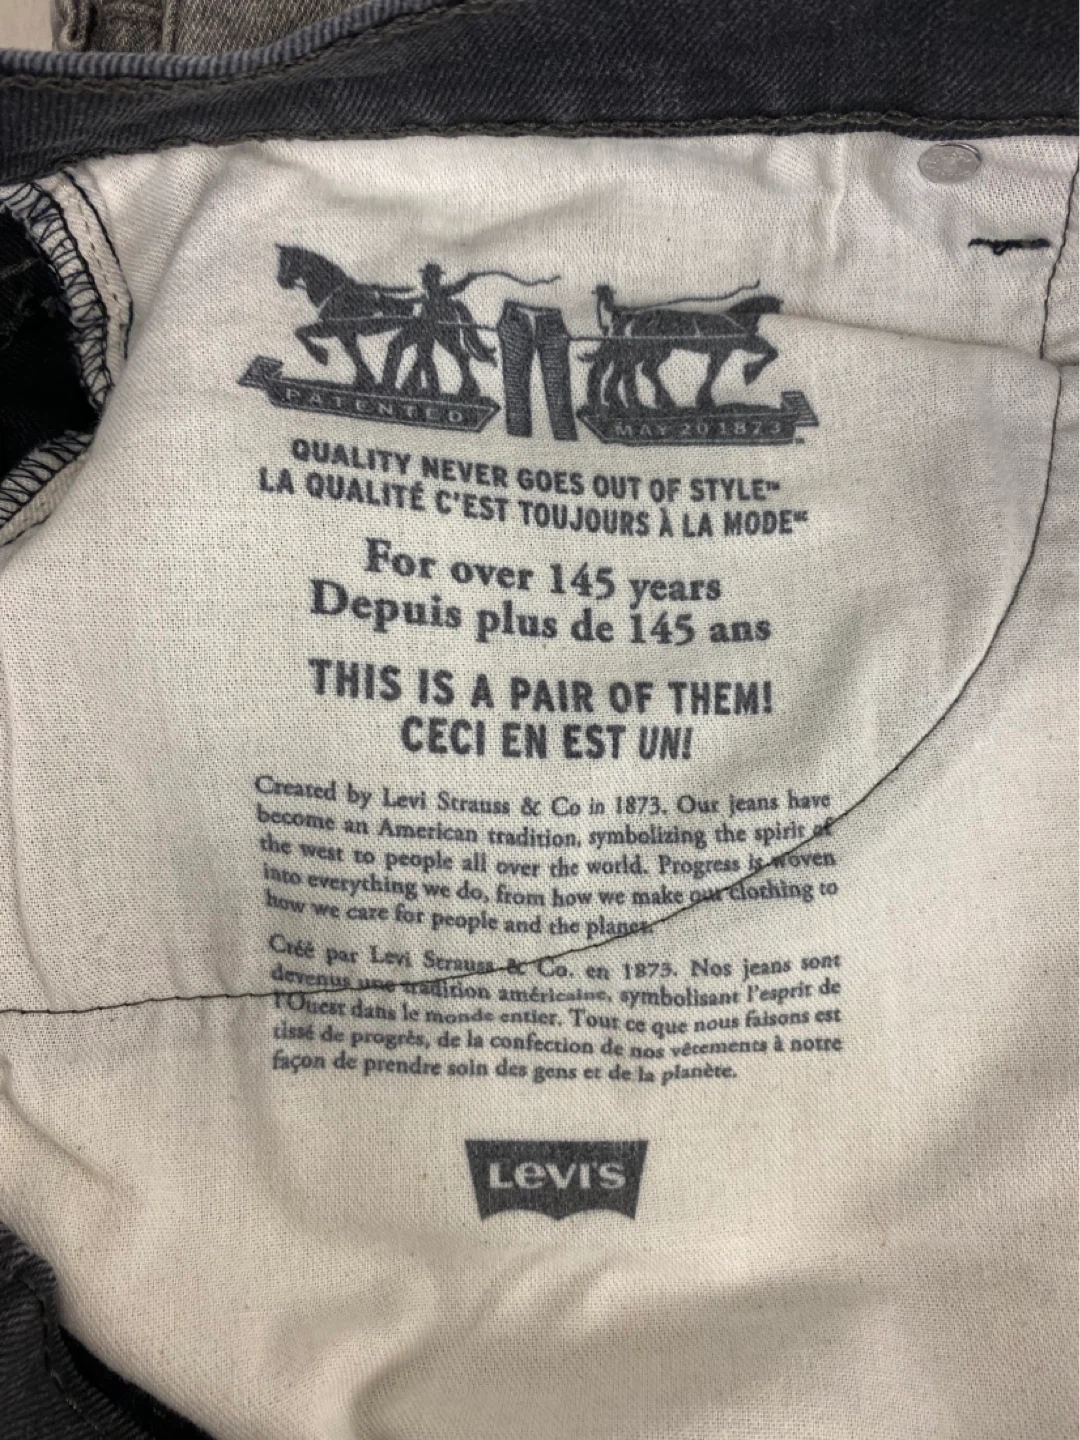 PATENTED
MAY 20 1873
QUALITY NEVER GOES OUT OF STYLE™
LA QUALITÉ C'EST TOUJOURS À LA MODE MC
For over 145 years
Depuis plus de 145 ans
THIS IS A PAIR OF THEM!
CECI EN EST UN!
Created by Levi Strauss & Co in 1873. Our jeans have
become an American tradition, symbolizing the spirit of
the west to people all over the world. Progress is woven
into everything we do, from how we make our clothing to
how we care for people and the planet.
Créé par Levi Strauss & Co. en 1873. Nos jeans sont
devenus une tradition américaine, symbolisant l'esprit de
l'Ouest dans le monde entier. Tout ce que nous faisons est
tissé de progrès, de la confection de nos vêtements à notre
façon de prendre soin des gens et de la planète.
LEVI'S